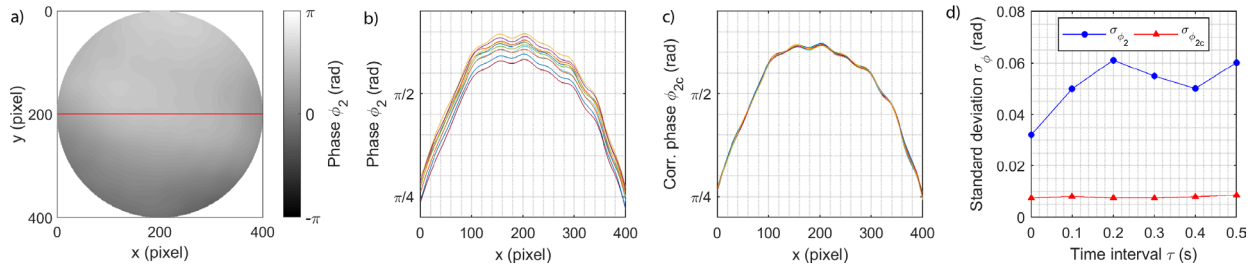 a)
0
200
400
y (pixel)
0
200
400
x (pixel)
π
0
-π
Phase ϕ₂ (rad)
b)
π/2
π/4
Phase ϕ₂ (rad)
0
100
200
300
400
x (pixel)
c)
π/2
π/4
Corr. phase ϕ₂c (rad)
0
100
200
300
400
x (pixel)
d)
0.08
0.06
0.04
0.02
0
Standard deviation σ_ϕ (rad)
σ_ϕ₂
σ_ϕ₂c
0
0.1
0.2
0.3
0.4
0.5
Time interval τ (s)